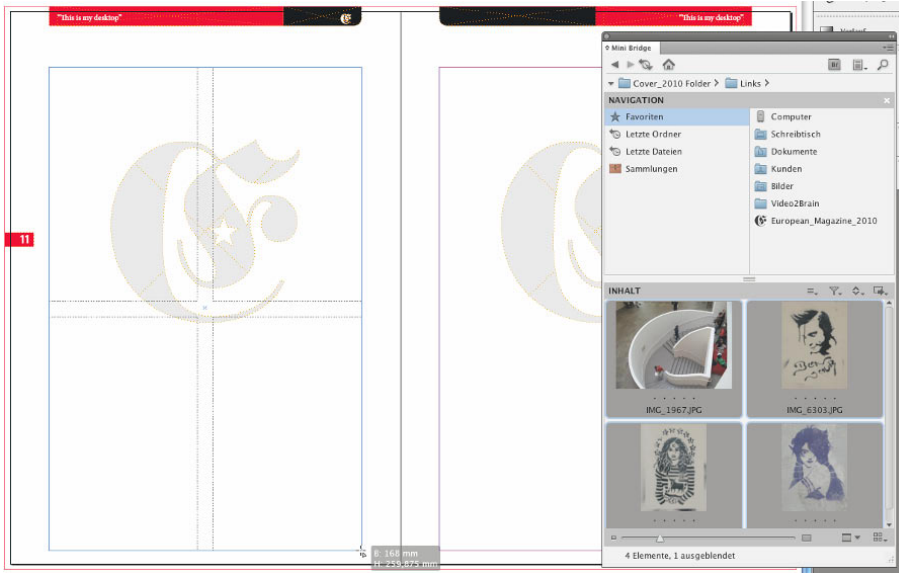 "This is my desktop"
"This is my desktop"
Mini Bridge
Br
Cover_2010 Folder
Links
NAVIGATION
Favoriten
Letzte Ordner
Letzte Dateien
Sammlungen
Computer
Schreibtisch
Dokumente
Kunden
Bilder
Video2Brain
European_Magazine_2010
11
INHALT
IMG_1967.JPG
IMG_6303.JPG
B: 168 mm
H: 259,875 mm
4 Elemente, 1 ausgeblendet